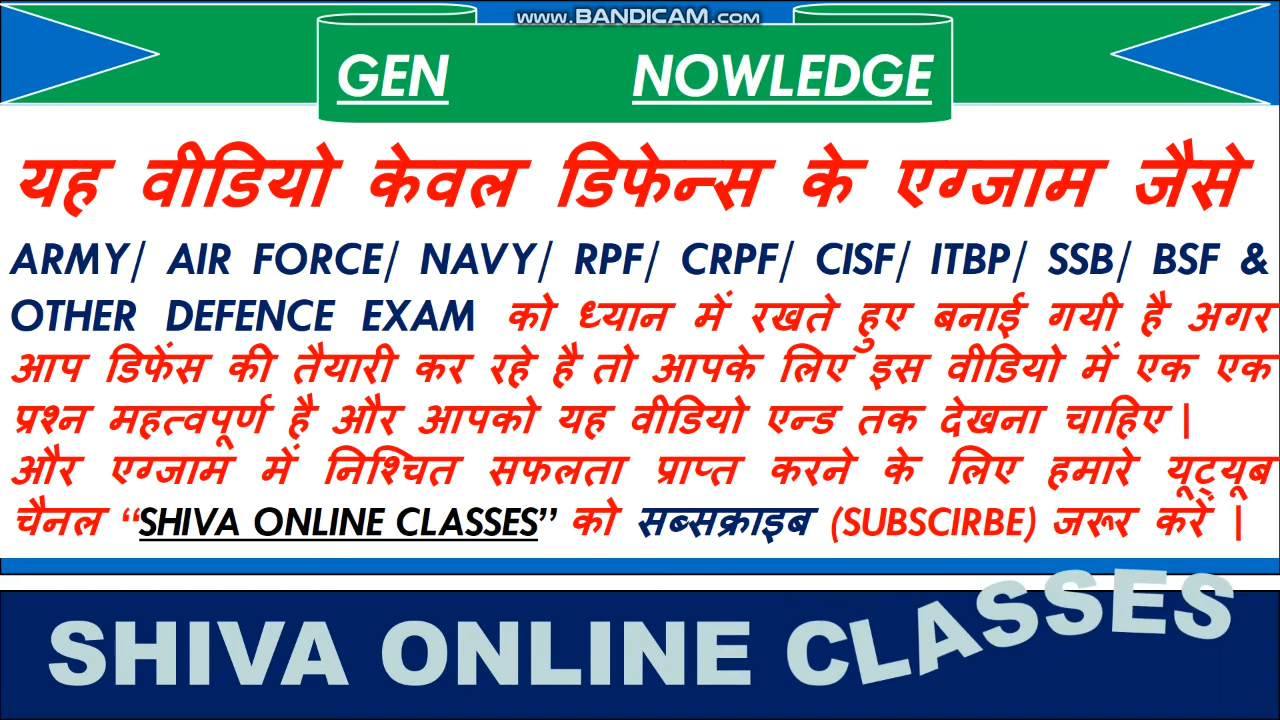 www.BANDICAM.com
GEN NOWLEDGE
यह वीडियो केवल डिफेन्स के एग्जाम जैसे
ARMY/ AIR FORCE/ NAVY/ RPF/ CRPF/ CISF/ ITBP/ SSB/ BSF &
OTHER DEFENCE EXAM को ध्यान में रखते हुए बनाई गयी है अगर
आप डिफेंस की तैयारी कर रहे है तो आपके लिए इस वीडियो में एक एक
प्रश्न महत्वपूर्ण है और आपको यह वीडियो एन्ड तक देखना चाहिए |
और एग्जाम में निश्चित सफलता प्राप्त करने के लिए हमारे यूट्यूब
चैनल “SHIVA ONLINE CLASSES” को सब्सक्राइब (SUBSCIRBE) जरूर करें |
SHIVA ONLINE CLASSES